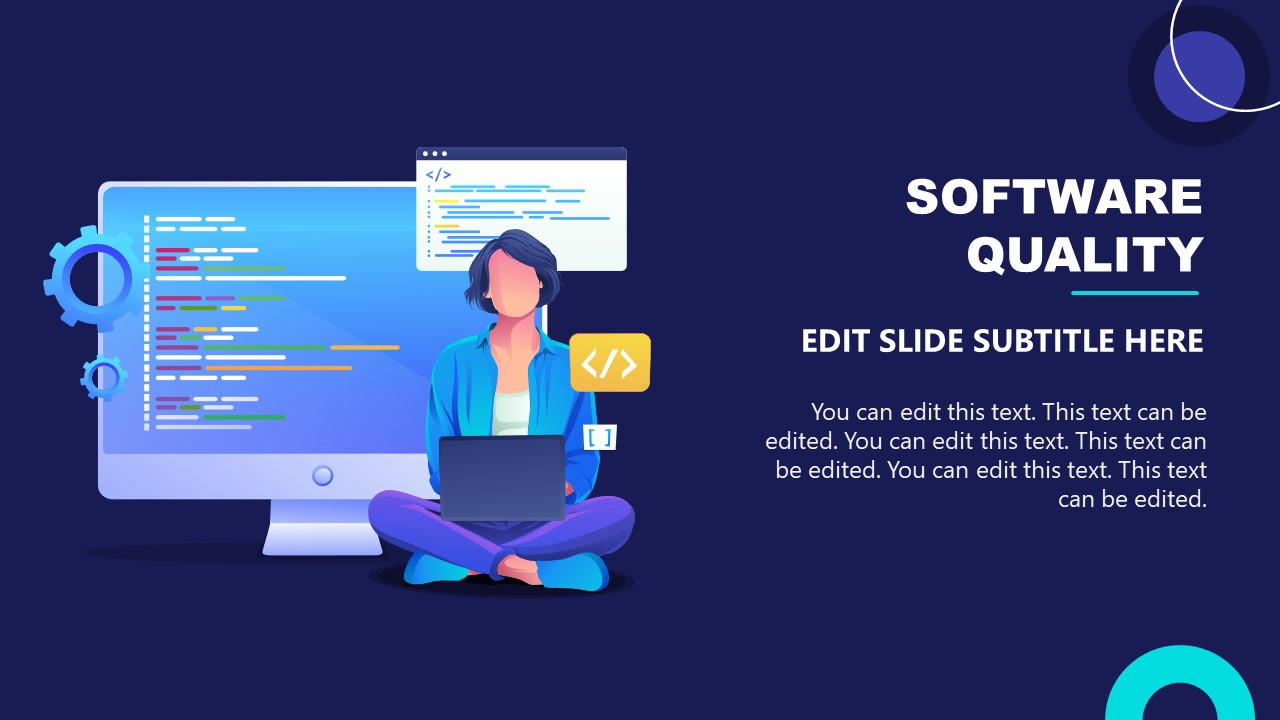 </>
</>
[ ]
SOFTWARE
QUALITY
EDIT SLIDE SUBTITLE HERE
You can edit this text. This text can be
edited. You can edit this text. This text can
be edited. You can edit this text. This text
can be edited.